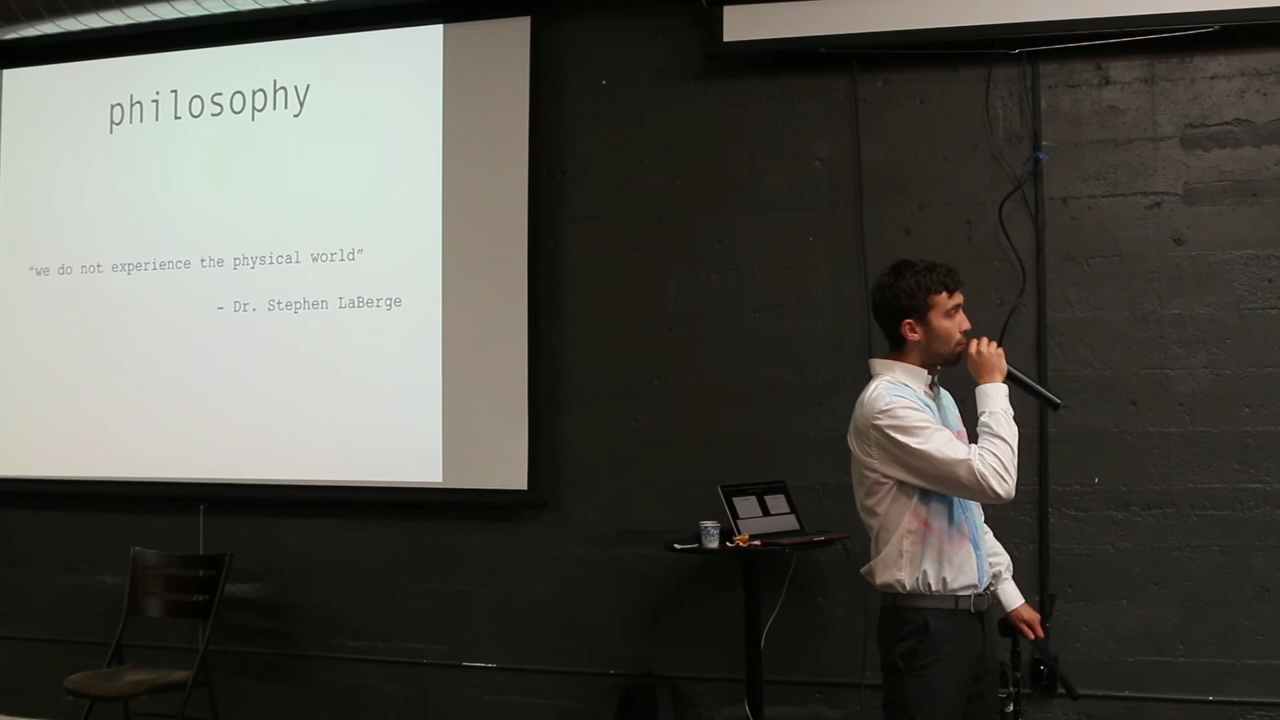 philosophy
“we do not experience the physical world”
– Dr. Stephen LaBerge